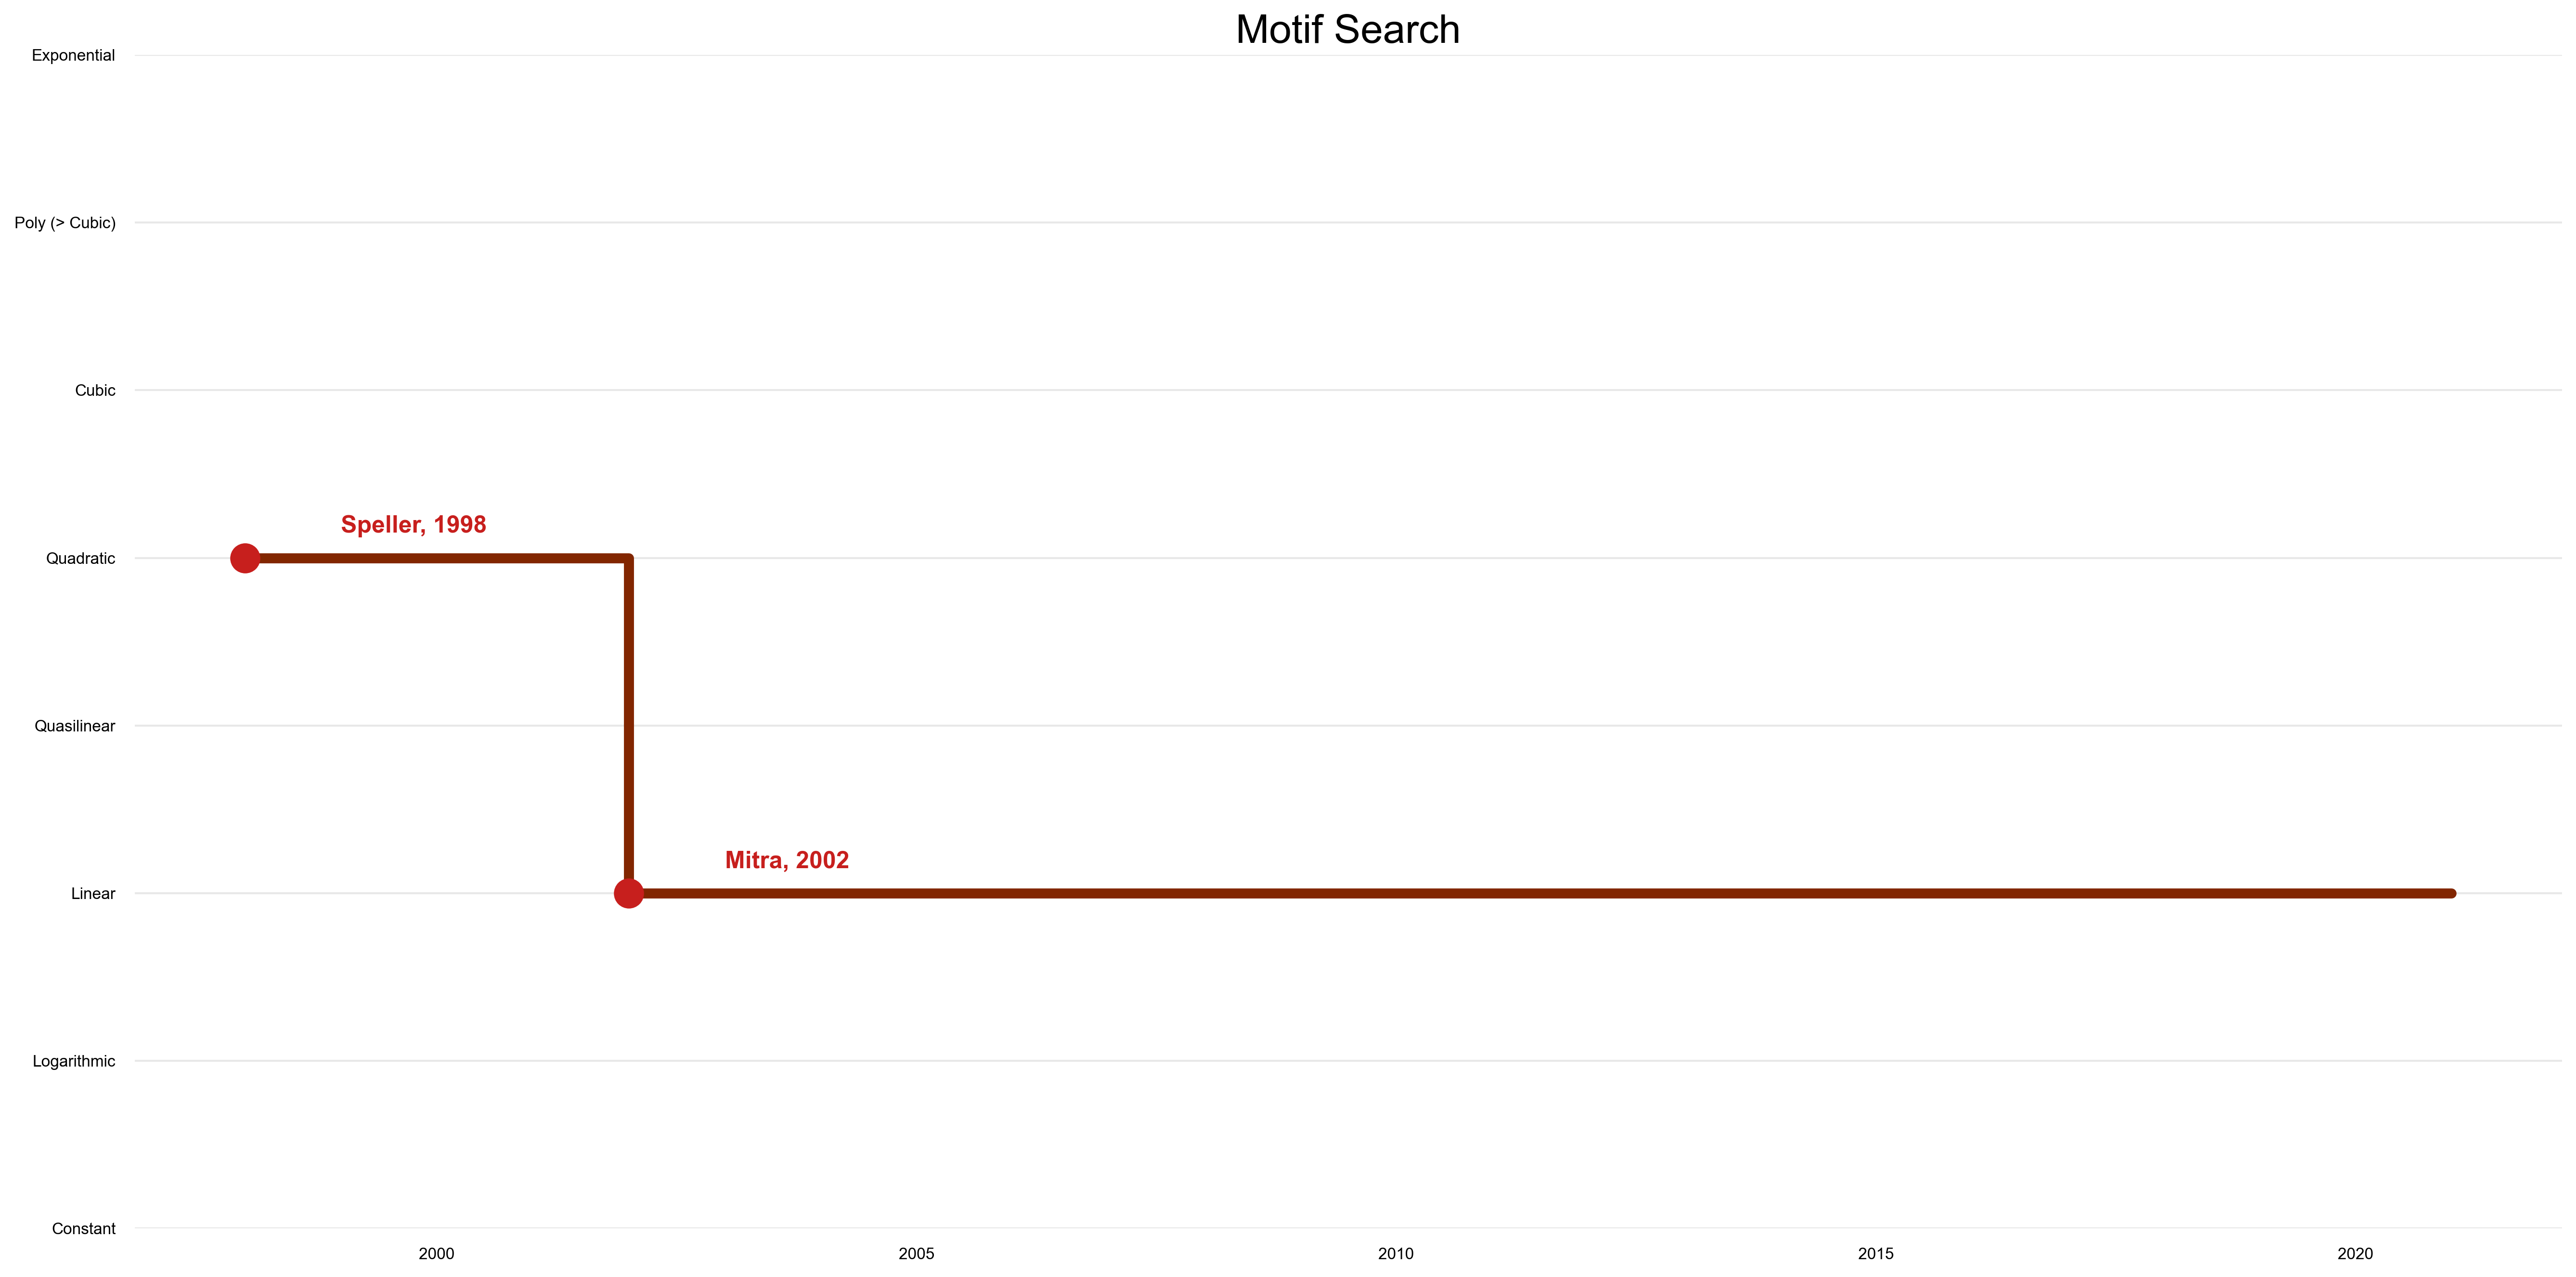 Motif Search
Exponential
Poly (> Cubic)
Cubic
Speller, 1998
Quadratic
Quasilinear
Mitra, 2002
Linear
Logarithmic
Constant
2000 2005 2010 2015 2020